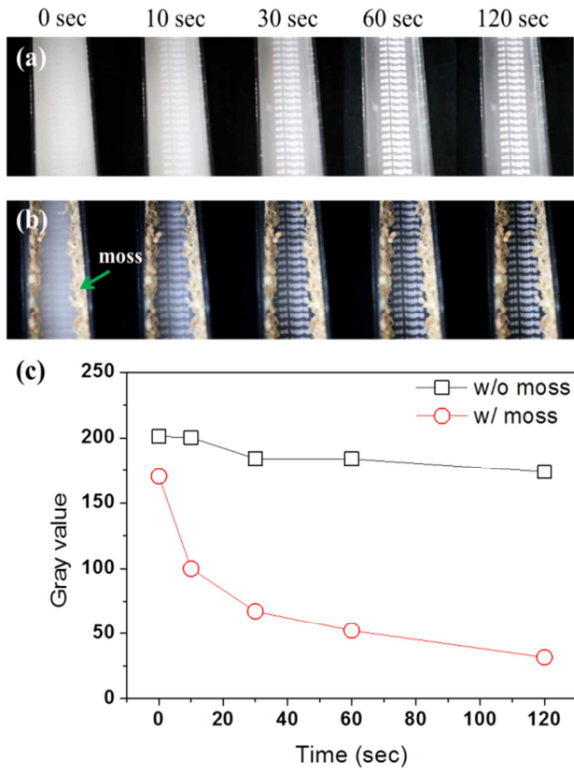 0 sec 10 sec 30 sec 60 sec 120 sec
(a)
(b)
moss
(c)
250
200
150
100
50
0
w/o moss
w/ moss
Gray value
0 20 40 60 80 100 120
Time (sec)